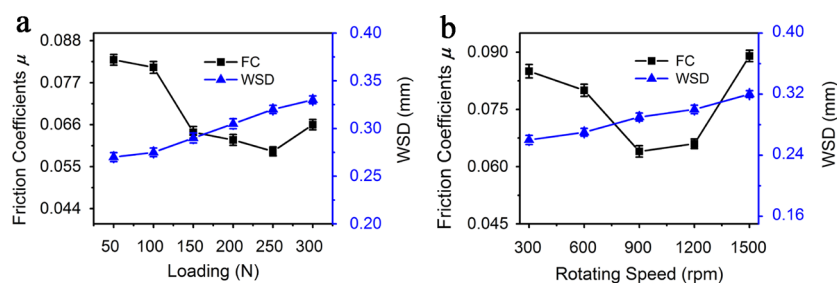 a
Friction Coefficients μ
0.088
0.077
0.066
0.055
0.044
FC
WSD
0.40
0.35
0.30
0.25
0.20
WSD (mm)
50 100 150 200 250 300
Loading (N)
b
Friction Coefficients μ
0.090
0.075
0.060
0.045
FC
WSD
0.40
0.32
0.24
0.16
WSD (mm)
300 600 900 1200 1500
Rotating Speed (rpm)